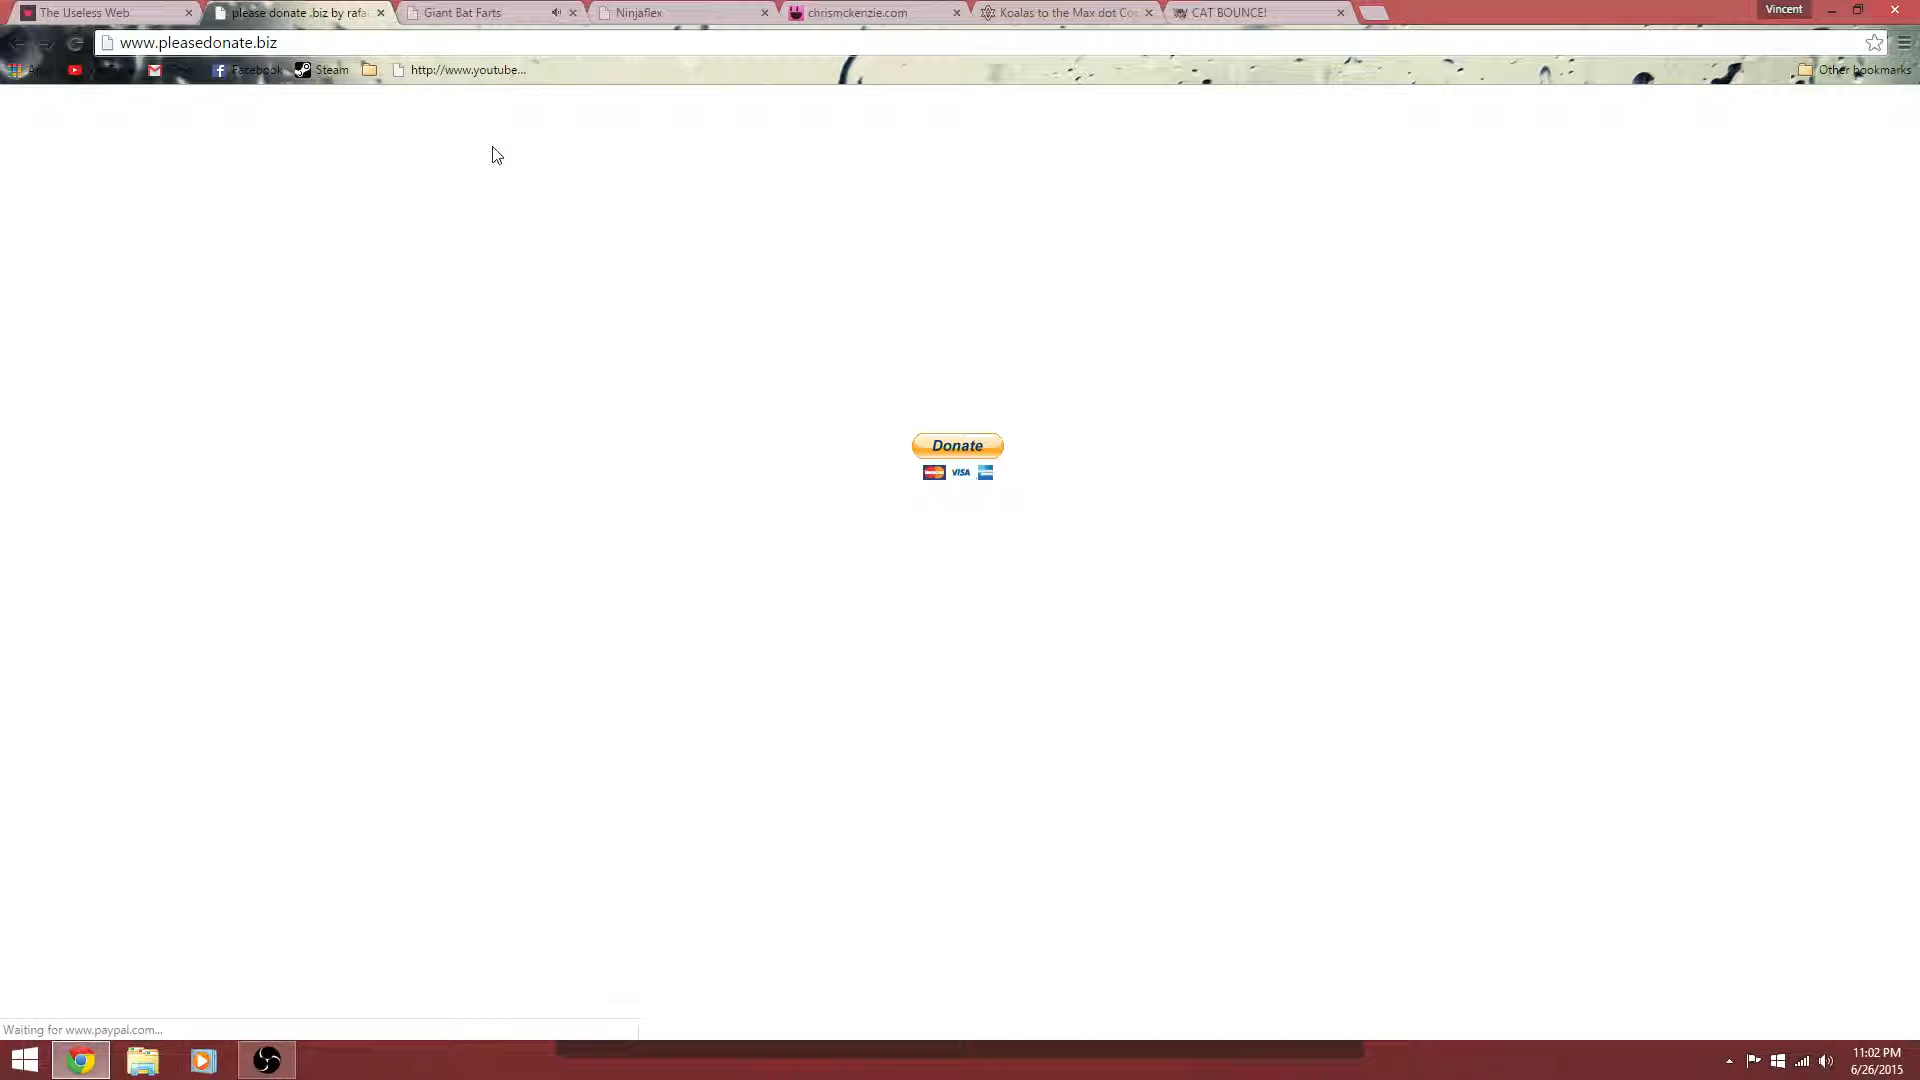 The Useless Web
please donate .biz by rafa
Giant Bat Farts
Ninjaflex
chrismckenzie.com
Koalas to the Max dot Co
CAT BOUNCE!
Vincent
www.pleasedonate.biz
Facebook
Steam
http://www.youtube...
Other bookmarks
Donate
VISA
Waiting for www.paypal.com...
11:02 PM
6/26/2015